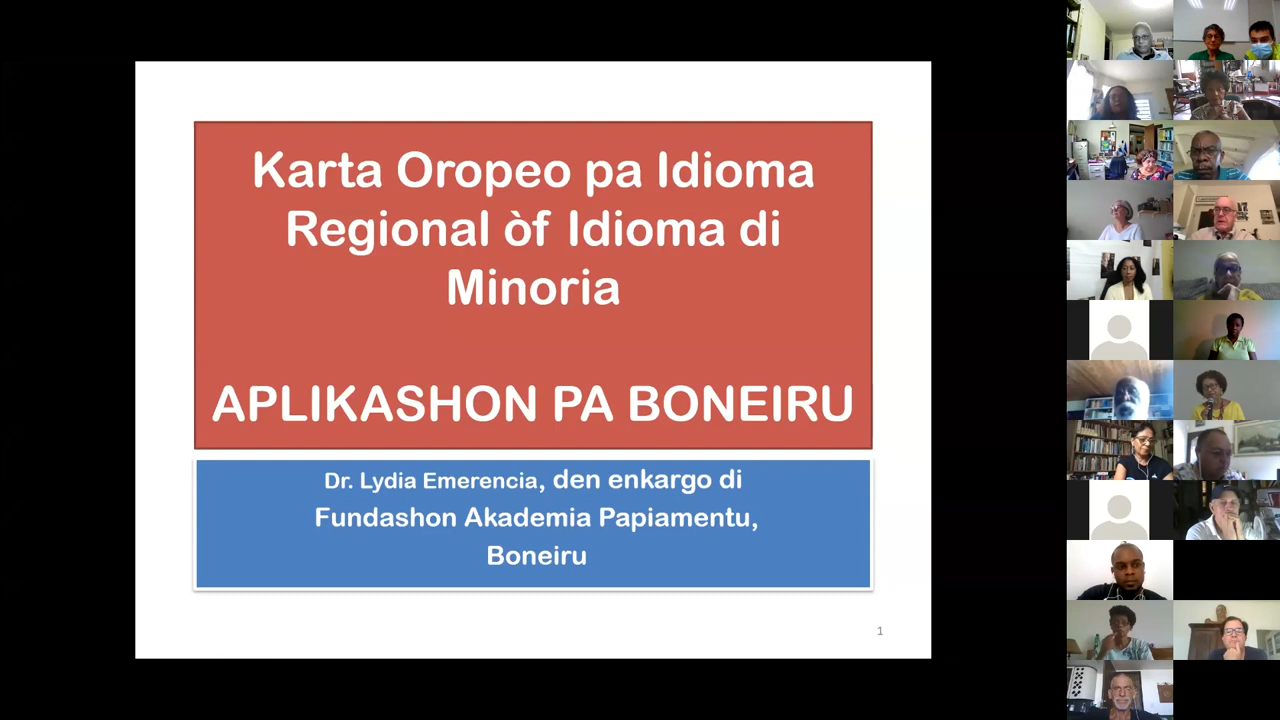 Karta Oropeo pa Idioma
Regional òf Idioma di
Minoria
APLIKASHON PA BONEIRU
Dr. Lydia Emerencia, den enkargo di
Fundashon Akademia Papiamentu,
Boneiru
1